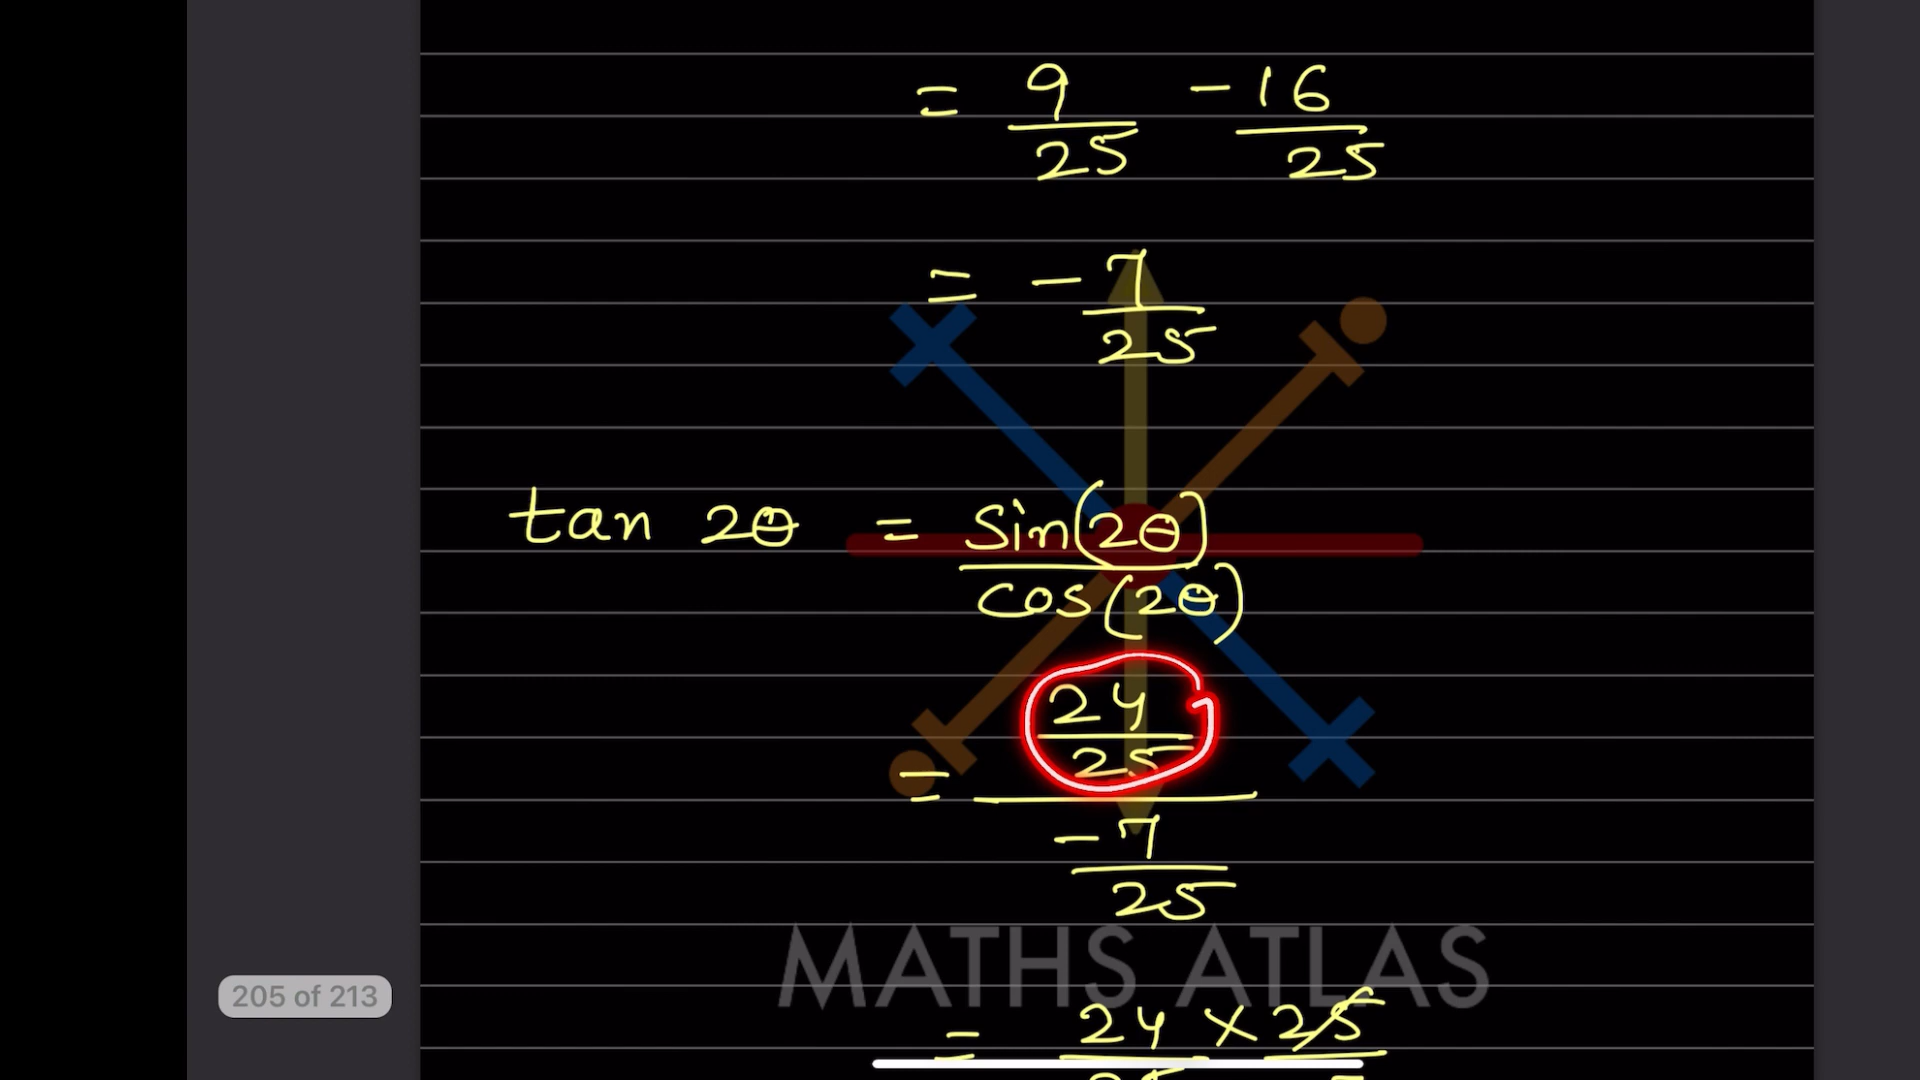 = 9/25 - 16/25
= - 7/25
tan 2θ = Sin(2θ)/cos(2θ)
= 24/25 / -7/25
MATHS ATLAS
205 of 213
= 24 × 25